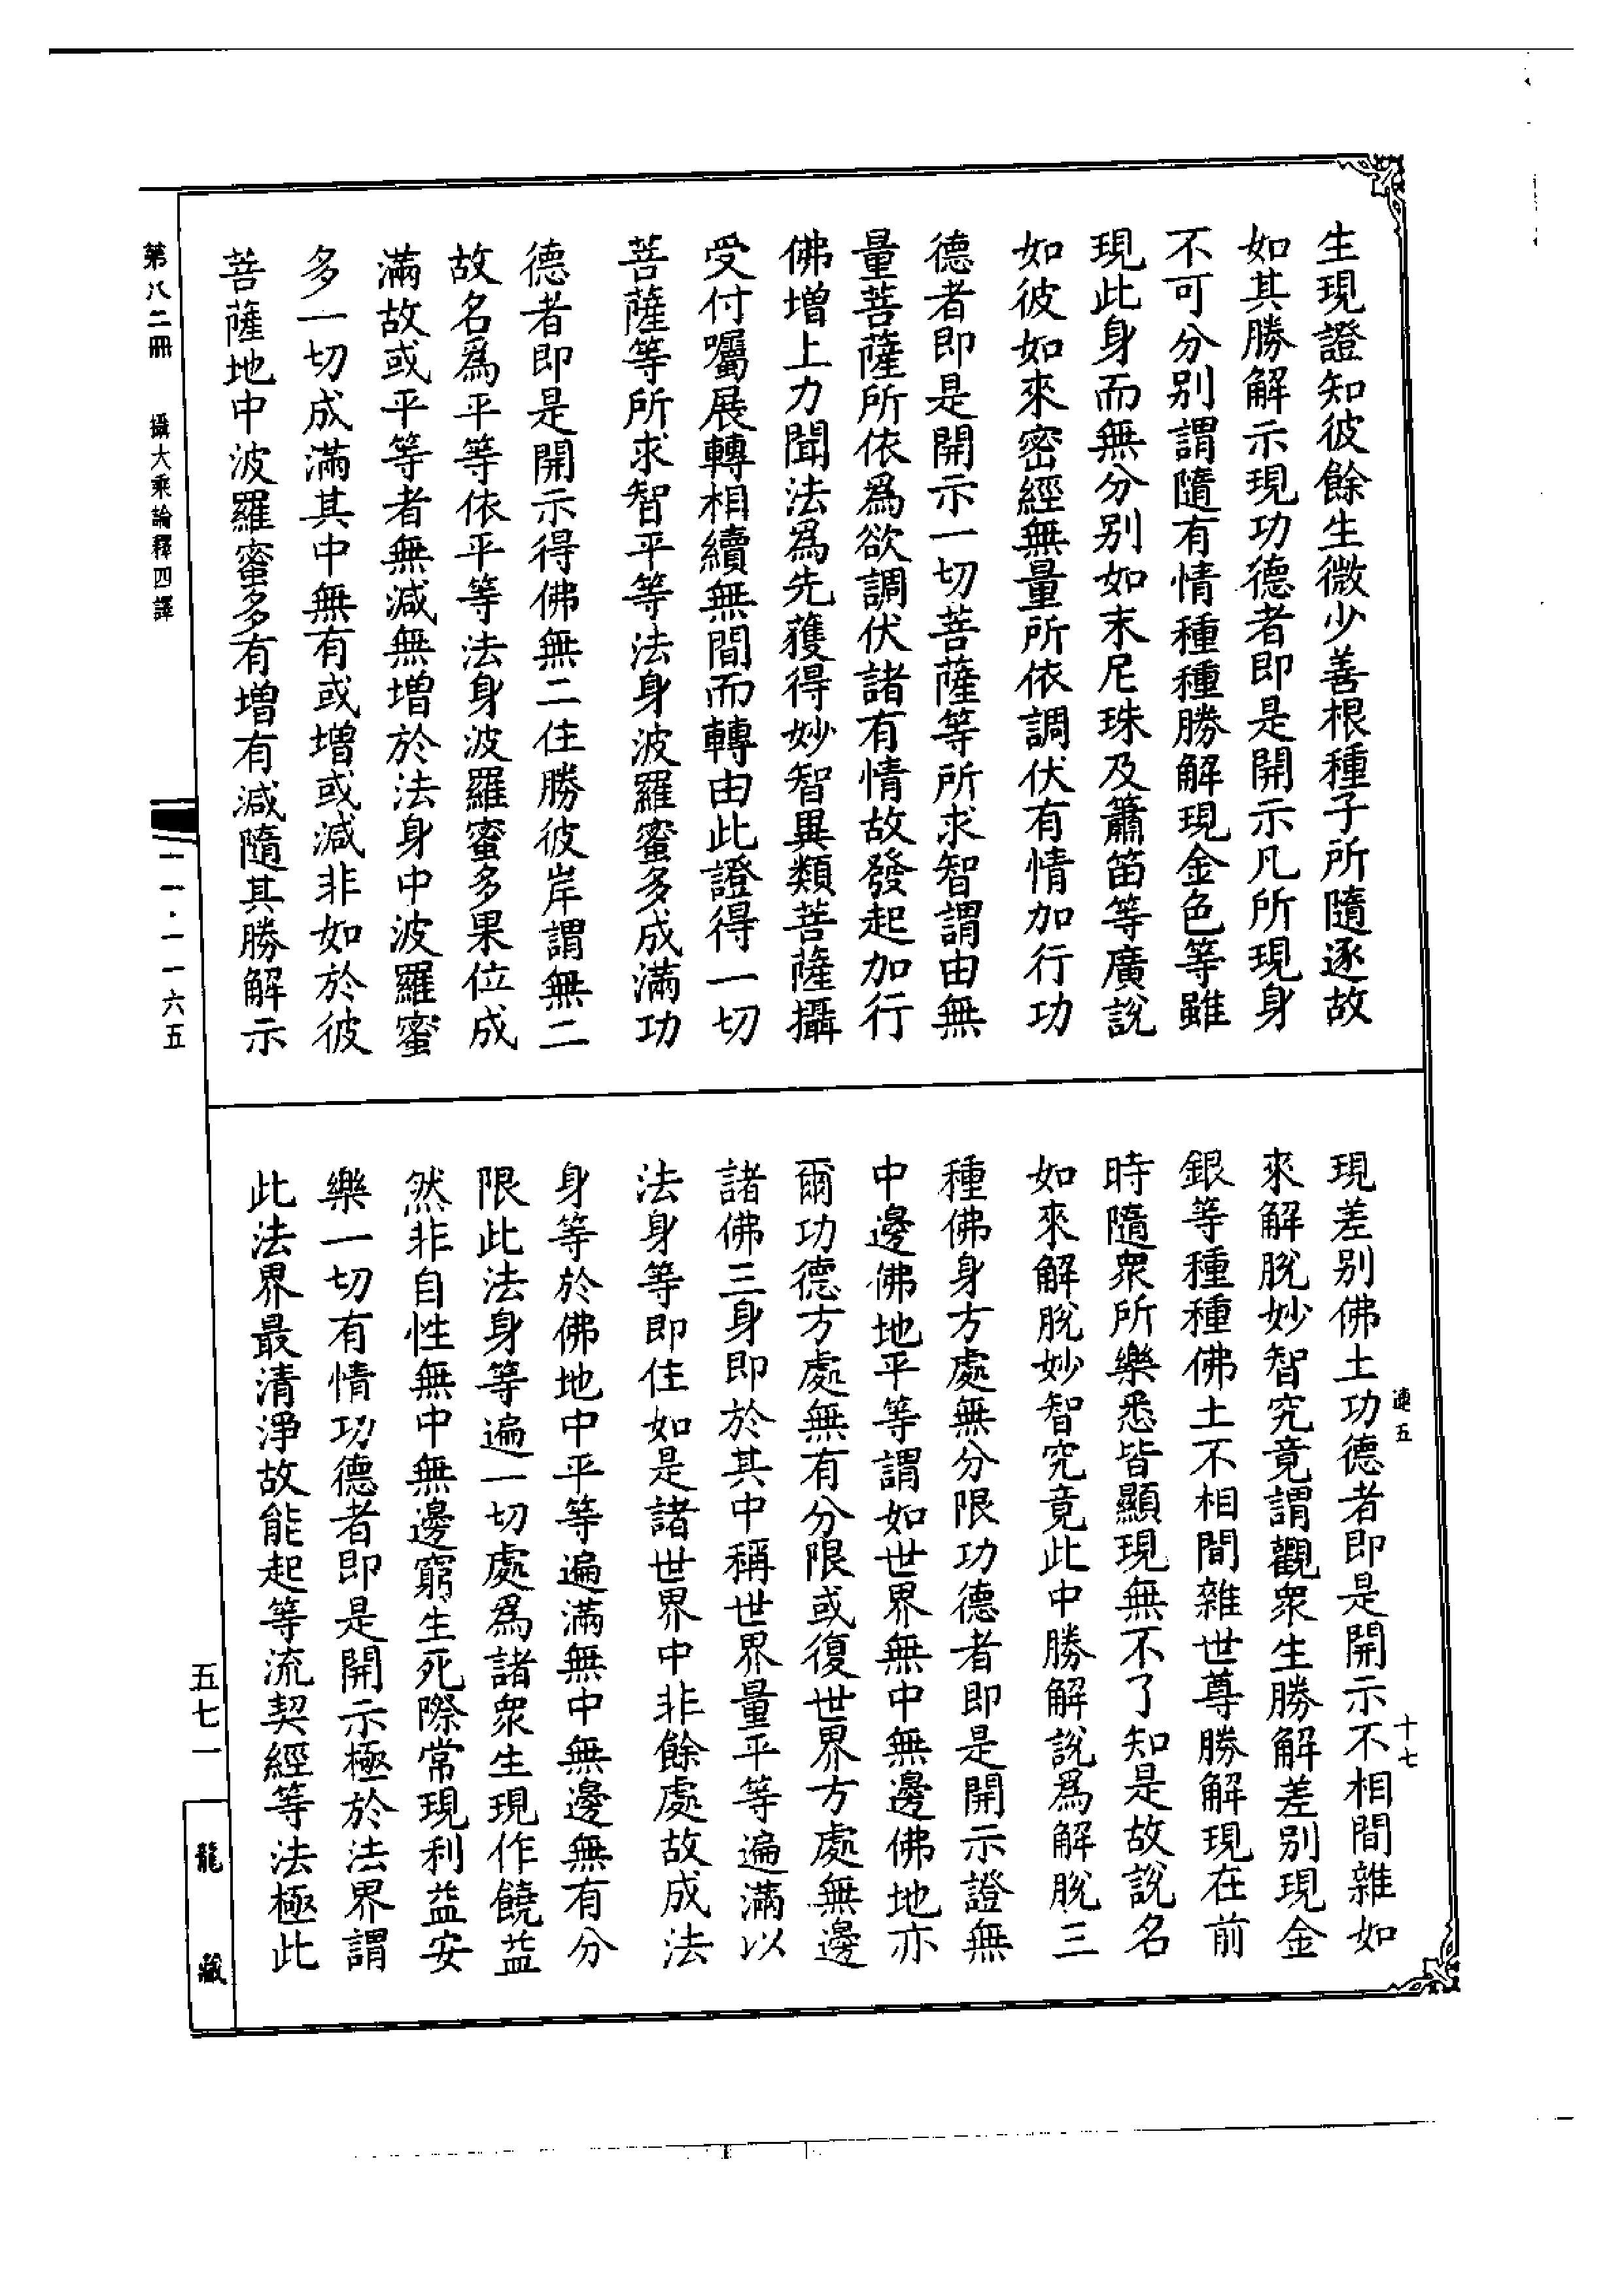 生現證知彼餘生微少善根種子所隨逐故
如其勝解示現功德者即是開示凡所現身
不可分別謂隨有情種種勝解現金色等雖
現此身而無分別如末尼珠及簫笛等廣說
如彼如來密經無量所依調伏有情加行功
德者即是開示一切菩薩等所求智謂由無
量菩薩所依爲欲調伏諸有情故發起加行
佛增上力聞法爲先獲得妙智異類菩薩攝
受付囑展轉相續無間而轉由此證得一切
菩薩等所求智平等法身波羅蜜多成滿功
德者即是開示得佛無二住勝彼岸謂無二
故名爲平等依平等法身波羅蜜多果位成
滿故或平等者無減無增於法身中波羅蜜
多一切成滿其中無有或增或減非如於彼
菩薩地中波羅蜜多有增有減隨其勝解示
現差別佛土功德者即是開示不相間雜如
來解脫妙智究竟謂觀衆生勝解差別現金
銀等種種佛土不相間雜世尊勝解現在前
時隨衆所樂悉皆顯現無不了知是故說名
如來解脫妙智究竟此中勝解說爲解脫三
種佛身方處無分限功德者即是開示證無
中邊佛地平等謂如世界無中無邊佛地亦
爾功德方處無有分限或復世界方處無邊
諸佛三身即於其中稱世界量平等遍滿以
法身等即住如是諸世界中非餘處故成法
身等於佛地中平等遍滿無中無邊無有分
限此法身等遍一切處爲諸衆生現作饒益
然非自性無中無邊窮生死際常現利益安
樂一切有情功德者即是開示極於法界謂
此法界最清淨故能起等流契經等法極此
連五
十七
第八二冊 攝大乘論釋四譯
一一·一一六五
五七一
龍藏